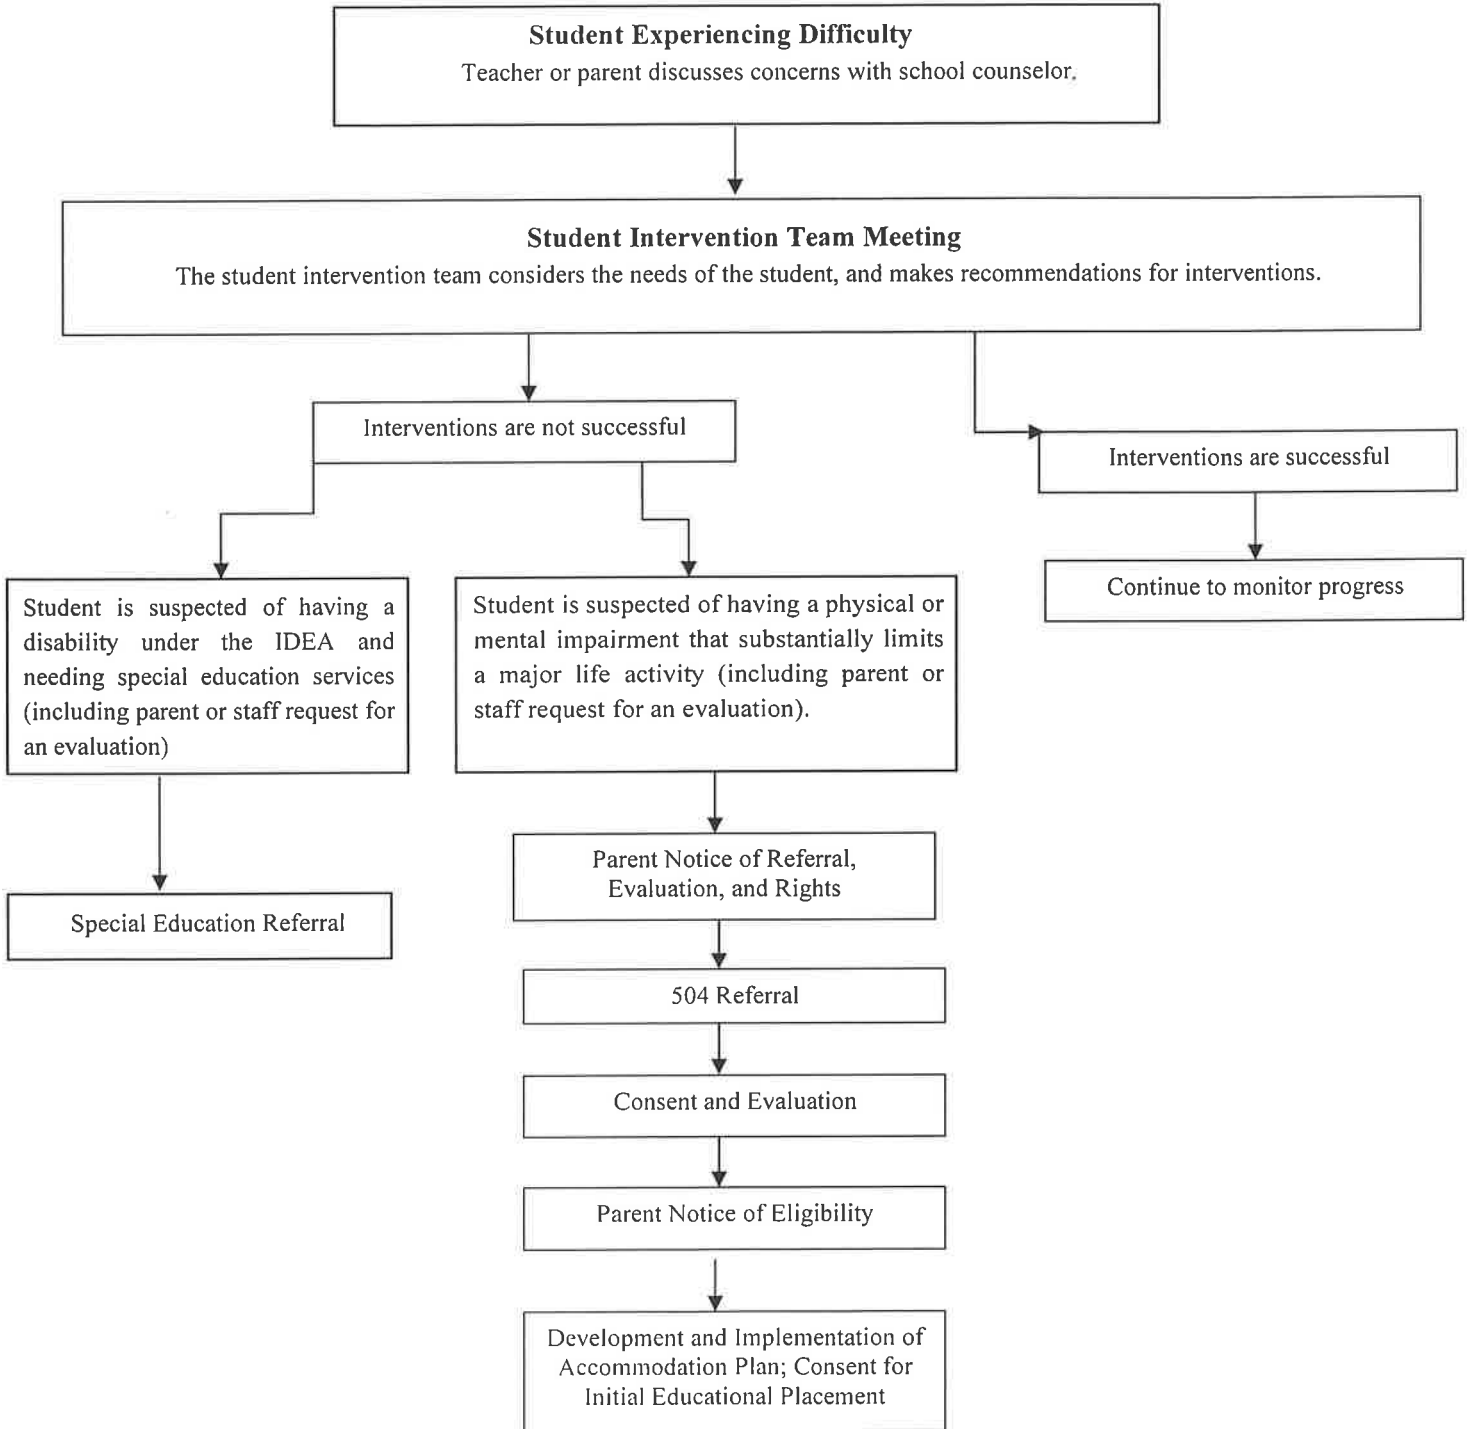 Student Experiencing Difficulty
Teacher or parent discusses concerns with school counselor.
Student Intervention Team Meeting
The student intervention team considers the needs of the student, and makes recommendations for interventions.
Interventions are not successful
Interventions are successful
Continue to monitor progress
Student is suspected of having a
disability under the IDEA and
needing special education services
(including parent or staff request for
an evaluation)
Student is suspected of having a physical or
mental impairment that substantially limits
a major life activity (including parent or
staff request for an evaluation).
Parent Notice of Referral,
Evaluation, and Rights
Special Education Referral
504 Referral
Consent and Evaluation
Parent Notice of Eligibility
Development and Implementation of
Accommodation Plan; Consent for
Initial Educational Placement